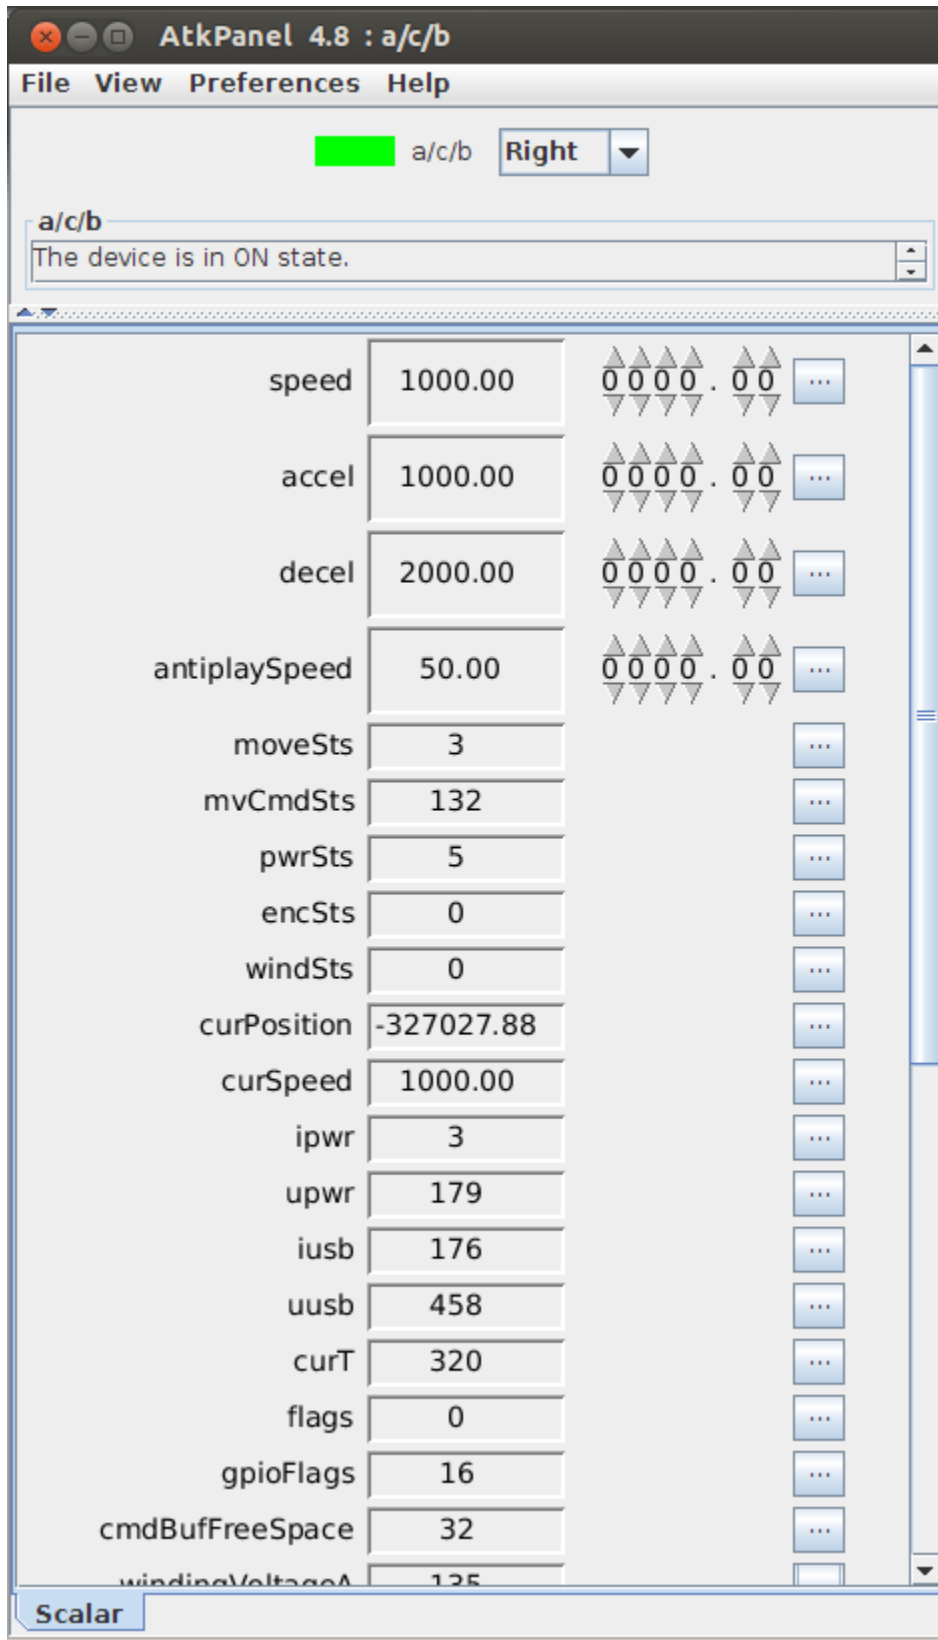 AtkPanel 4.8 : a/c/b
File View Preferences Help
a/c/b Right
a/c/b
The device is in ON state.
speed 1000.00 0000.00 ...
accel 1000.00 0000.00 ...
decel 2000.00 0000.00 ...
antiplaySpeed 50.00 0000.00 ...
moveSts 3 ...
mvCmdSts 132 ...
pwrSts 5 ...
encSts 0 ...
windSts 0 ...
curPosition -327027.88 ...
curSpeed 1000.00 ...
ipwr 3 ...
upwr 179 ...
iusb 176 ...
uusb 458 ...
curT 320 ...
flags 0 ...
gpioFlags 16 ...
cmdBufFreeSpace 32 ...
windingVoltageA 135
Scalar